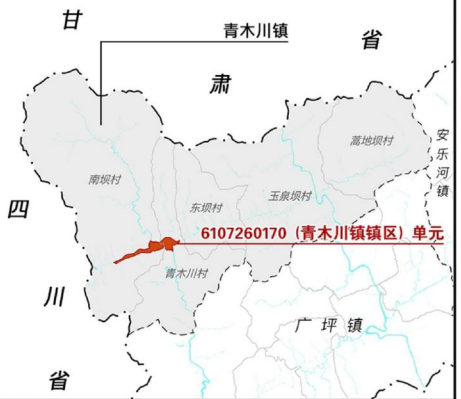 甘肃省
青木川镇
蒿地坝村
安乐河镇
南坝村
东坝村
玉泉坝村
四川省
6107260170（青木川镇镇区）单元
青木川村
广坪镇